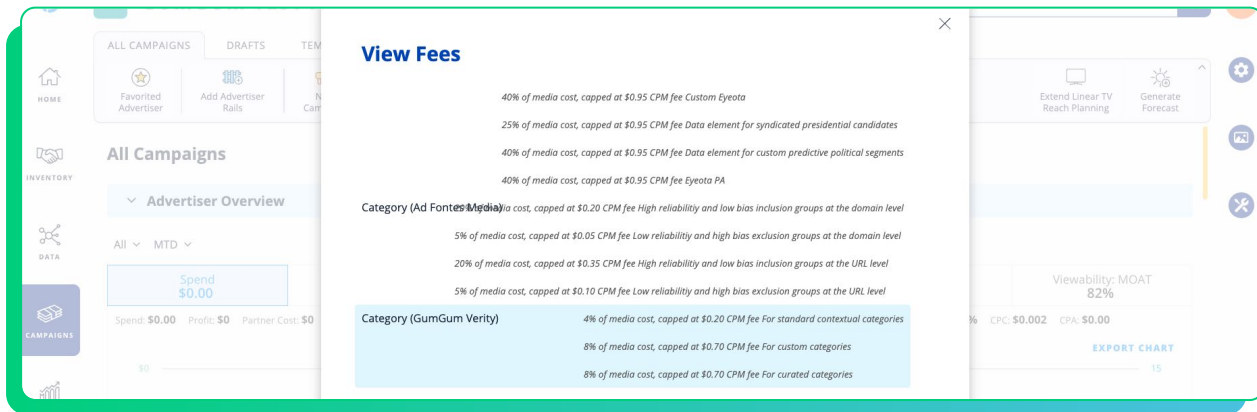 ALL CAMPAIGNS
DRAFTS
Favorited
Advertiser
Add Advertiser
Rails
Extend Linear TV
Reach Planning
Generate
Forecast
HOME
INVENTORY
DATA
CAMPAIGNS
All Campaigns
Advertiser Overview
All
MTD
Spend
$0.00
Spend: $0.00 Profit: $0 Partner Cost: $0
$0
View Fees
40% of media cost, capped at $0.95 CPM fee Custom Eyeota
25% of media cost, capped at $0.95 CPM fee Data element for syndicated presidential candidates
40% of media cost, capped at $0.95 CPM fee Data element for custom predictive political segments
40% of media cost, capped at $0.95 CPM fee Eyeota PA
Category (Ad Fontes Media) cost, capped at $0.20 CPM fee High reliabilitiy and low bias inclusion groups at the domain level
5% of media cost, capped at $0.05 CPM fee Low reliabilitiy and high bias exclusion groups at the domain level
20% of media cost, capped at $0.35 CPM fee High reliabilitiy and low bias inclusion groups at the URL level
5% of media cost, capped at $0.10 CPM fee Low reliabilitiy and high bias exclusion groups at the URL level
Category (GumGum Verity) 4% of media cost, capped at $0.20 CPM fee For standard contextual categories
8% of media cost, capped at $0.70 CPM fee For custom categories
8% of media cost, capped at $0.70 CPM fee For curated categories
Viewability: MOAT
82%
% CPC: $0.002 CPA: $0.00
EXPORT CHART
15